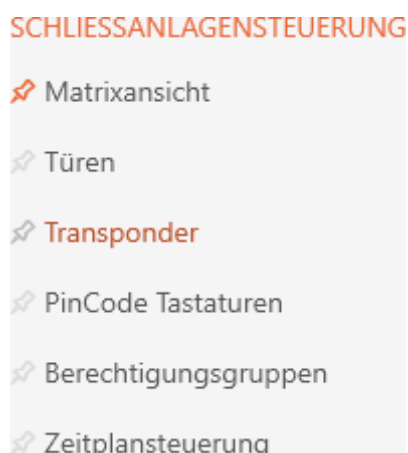 SCHLIESSANLAGENSTEUERUNG
Matrixansicht
Türen
Transponder
PinCode Tastaturen
Berechtigungsgruppen
Zeitplansteuerung